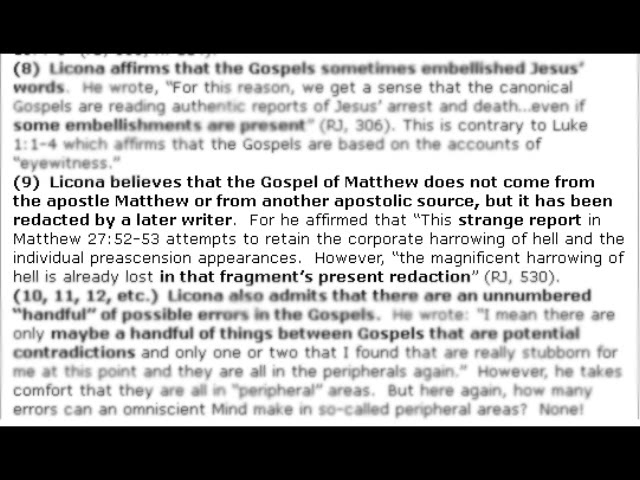 (8) Licona affirms that the Gospels sometimes embellished Jesus'
words. He wrote, "For this reason, we get a sense that the canonical
Gospels are reading authentic reports of Jesus' arrest and death…even if
some embellishments are present" (RJ, 306). This is contrary to Luke
1:1-4 which affirms that the Gospels are based on the accounts of
"eyewitness."
(9) Licona believes that the Gospel of Matthew does not come from
the apostle Matthew or from another apostolic source, but it has been
redacted by a later writer. For he affirmed that "This strange report in
Matthew 27:52-53 attempts to retain the corporate harrowing of hell and the
individual preascension appearances. However, "the magnificent harrowing of
hell is already lost in that fragment's present redaction" (RJ, 530).
(10, 11, 12, etc.) Licona also admits that there are an unnumbered
"handful" of possible errors in the Gospels. He wrote: "I mean there are
only maybe a handful of things between Gospels that are potential
contradictions and only one or two that I found that are really stubborn for
me at this point and they are all in the peripherals again." However, he takes
comfort that they are all in "peripheral" areas. But here again, how many
errors can an omniscient Mind make in so-called peripheral areas? None!